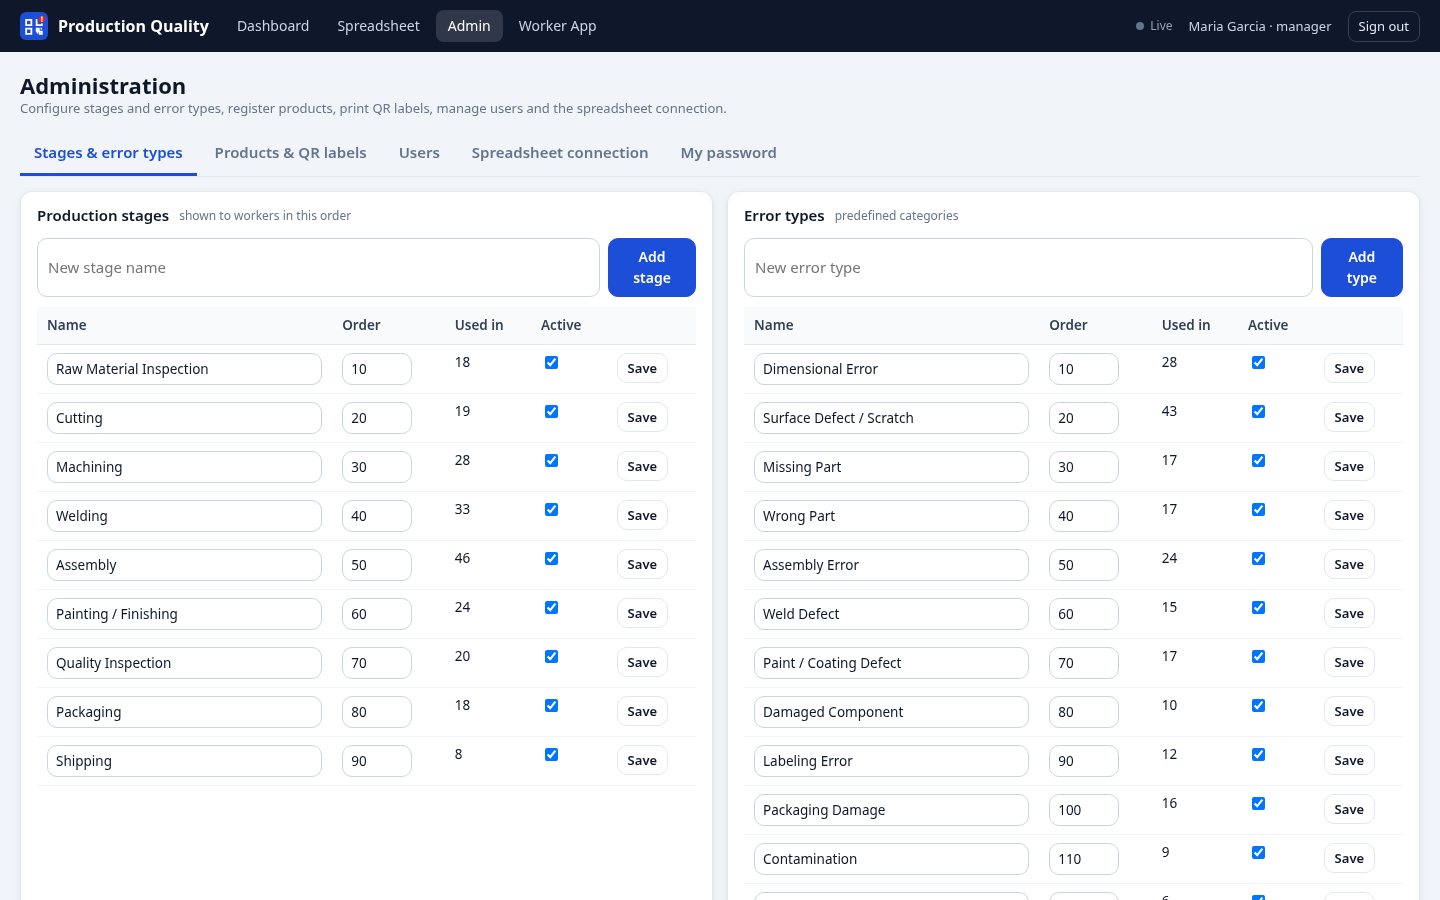 Production Quality Dashboard Spreadsheet Admin Worker App Live Maria Garcia · manager Sign out
Administration
Configure stages and error types, register products, print QR labels, manage users and the spreadsheet connection.
Stages & error types Products & QR labels Users Spreadsheet connection My password
Production stages shown to workers in this order
New stage name Add stage
Name Order Used in Active
Raw Material Inspection 10 18 Save
Cutting 20 19 Save
Machining 30 28 Save
Welding 40 33 Save
Assembly 50 46 Save
Painting / Finishing 60 24 Save
Quality Inspection 70 20 Save
Packaging 80 18 Save
Shipping 90 8 Save
Error types predefined categories
New error type Add type
Name Order Used in Active
Dimensional Error 10 28 Save
Surface Defect / Scratch 20 43 Save
Missing Part 30 17 Save
Wrong Part 40 17 Save
Assembly Error 50 24 Save
Weld Defect 60 15 Save
Paint / Coating Defect 70 17 Save
Damaged Component 80 10 Save
Labeling Error 90 12 Save
Packaging Damage 100 16 Save
Contamination 110 9 Save